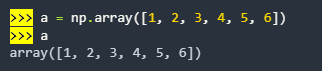 >>> a = np.array([1, 2, 3, 4, 5, 6])
>>> a
array([1, 2, 3, 4, 5, 6])